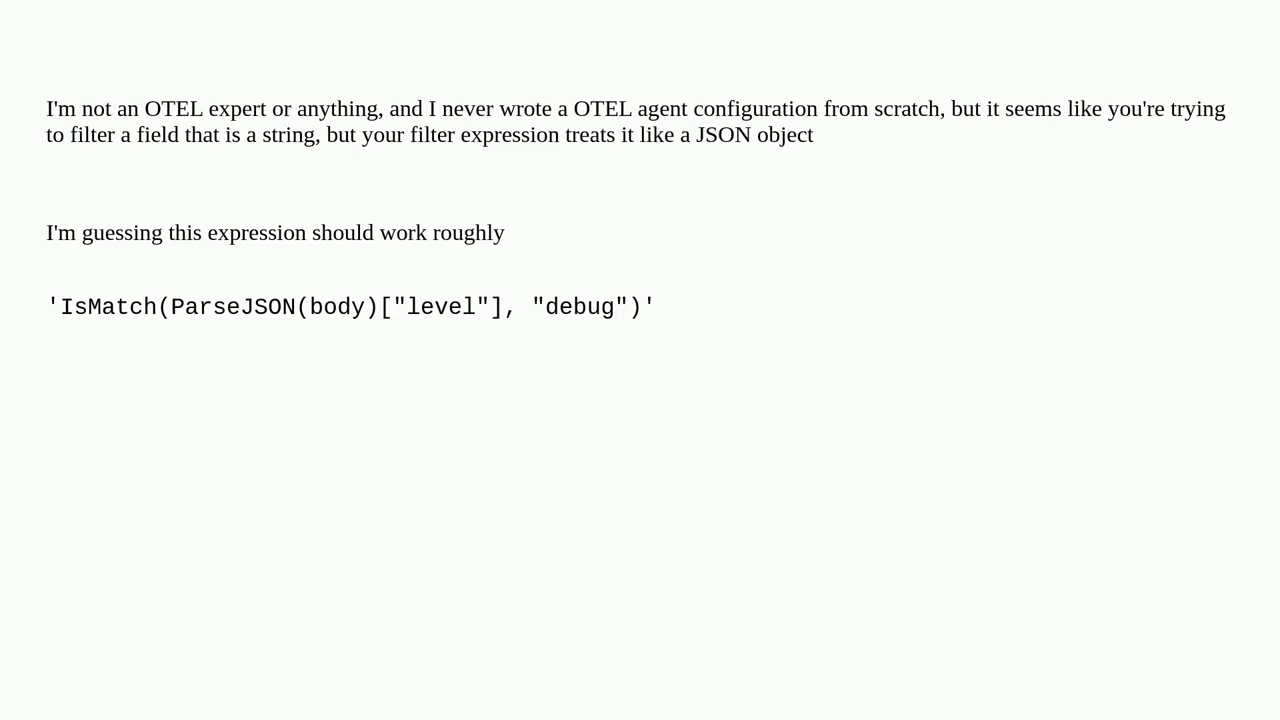 I'm not an OTEL expert or anything, and I never wrote a OTEL agent configuration from scratch, but it seems like you're trying
to filter a field that is a string, but your filter expression treats it like a JSON object
I'm guessing this expression should work roughly
'IsMatch(ParseJSON(body)["level"], "debug")'